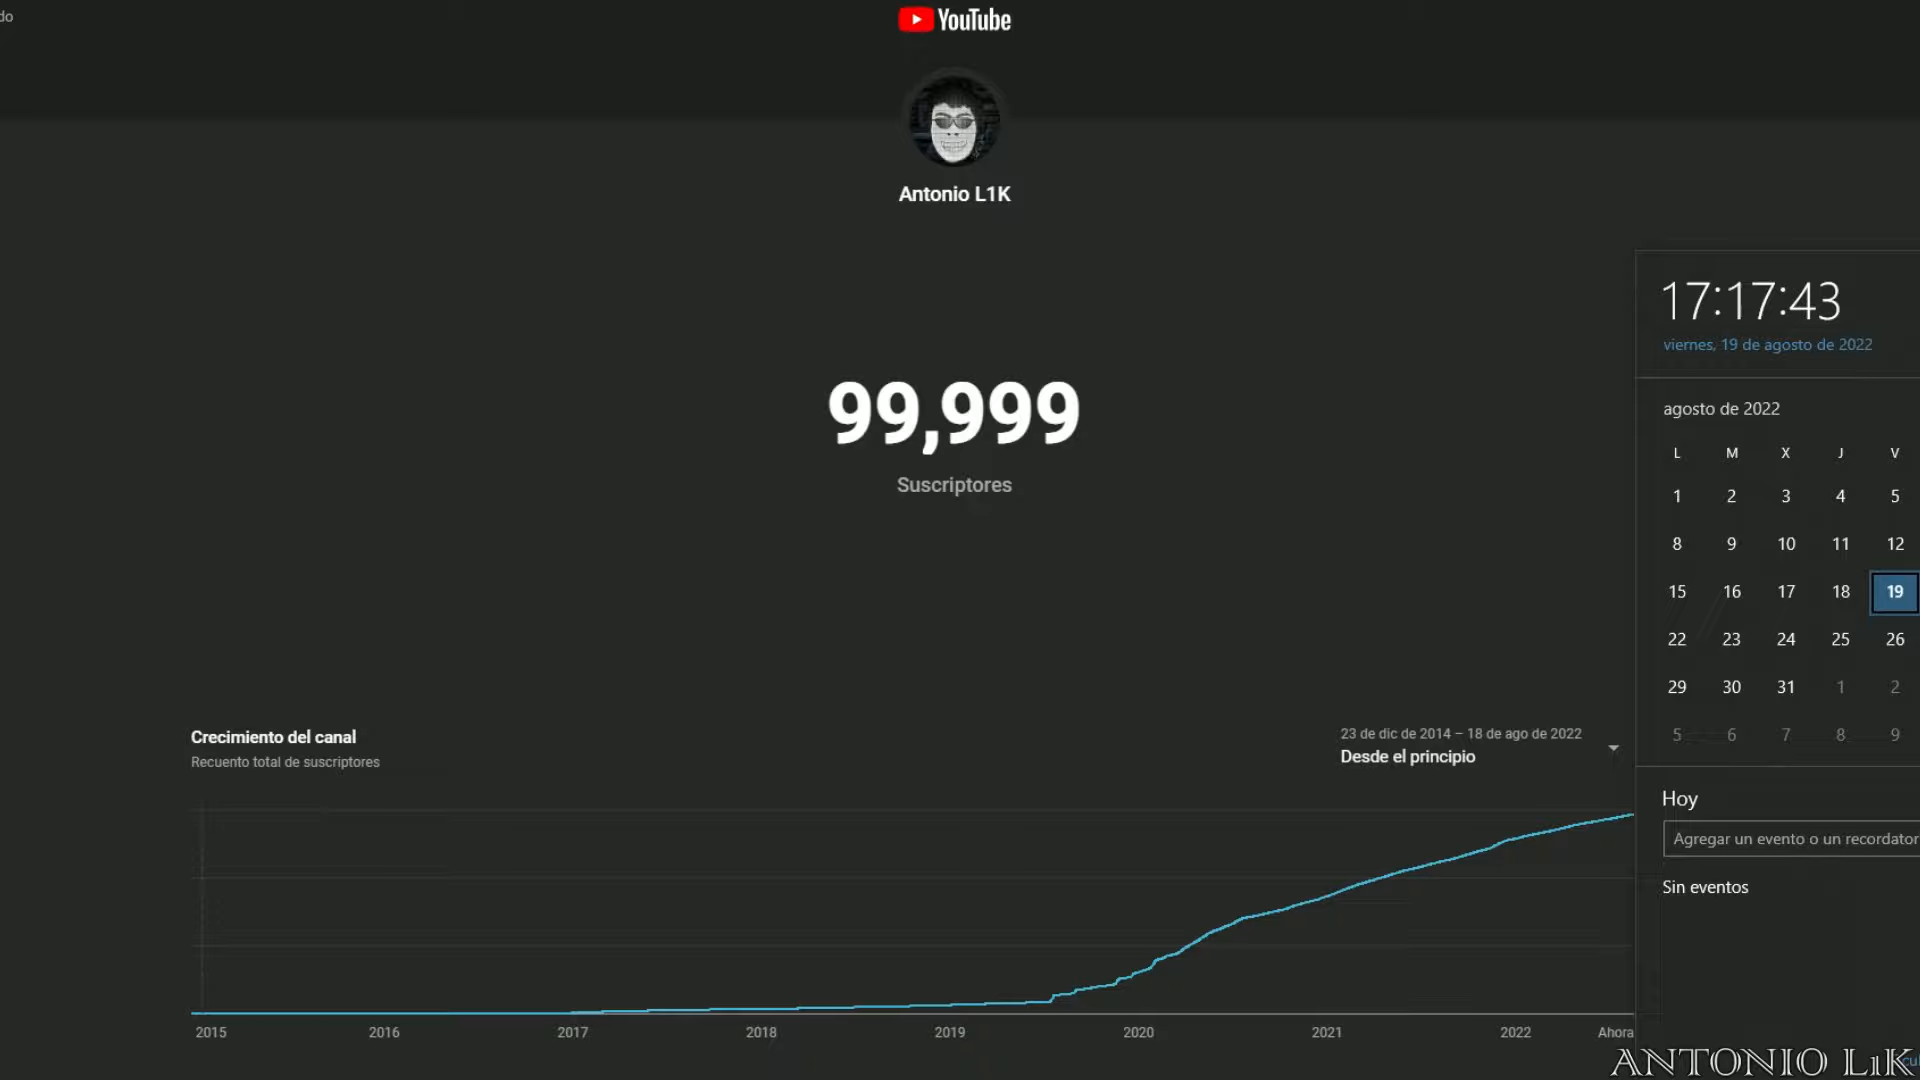 do
YouTube
Antonio L1K
99,999
Suscriptores
17:17:43
viernes, 19 de agosto de 2022
agosto de 2022
L M X J V
1 2 3 4 5
8 9 10 11 12
15 16 17 18 19
22 23 24 25 26
29 30 31 1 2
5 6 7 8 9
Crecimiento del canal
Recuento total de suscriptores
23 de dic de 2014 – 18 de ago de 2022
Desde el principio
Hoy
Agregar un evento o un recordator
Sin eventos
2015 2016 2017 2018 2019 2020 2021 2022 Ahora
ANTONIO L1K